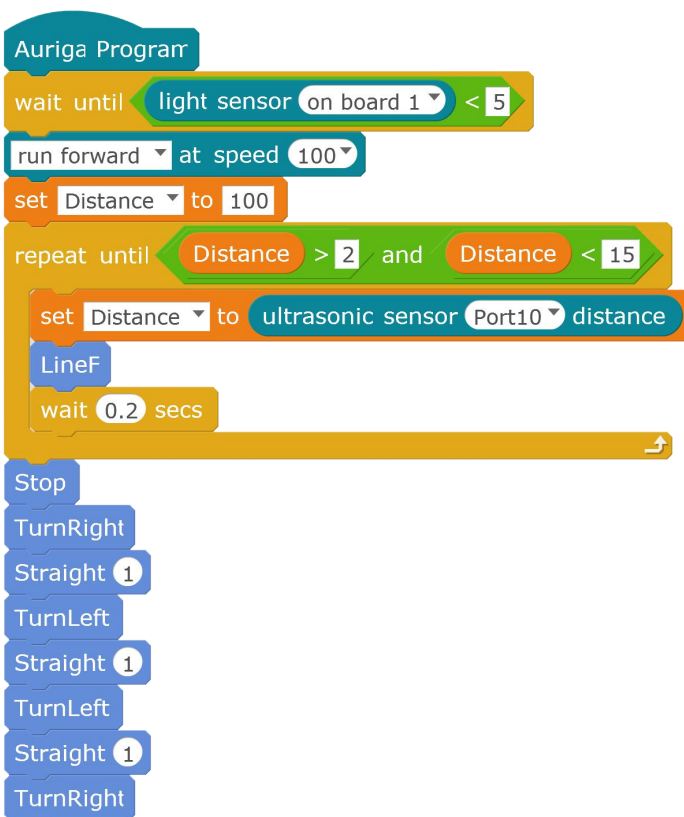 Auriga Program
wait until light sensor on board 1 < 5
run forward at speed 100
set Distance to 100
repeat until Distance > 2 and Distance < 15
set Distance to ultrasonic sensor Port10 distance
LineF
wait 0.2 secs
Stop
TurnRight
Straight 1
TurnLeft
Straight 1
TurnLeft
Straight 1
TurnRight